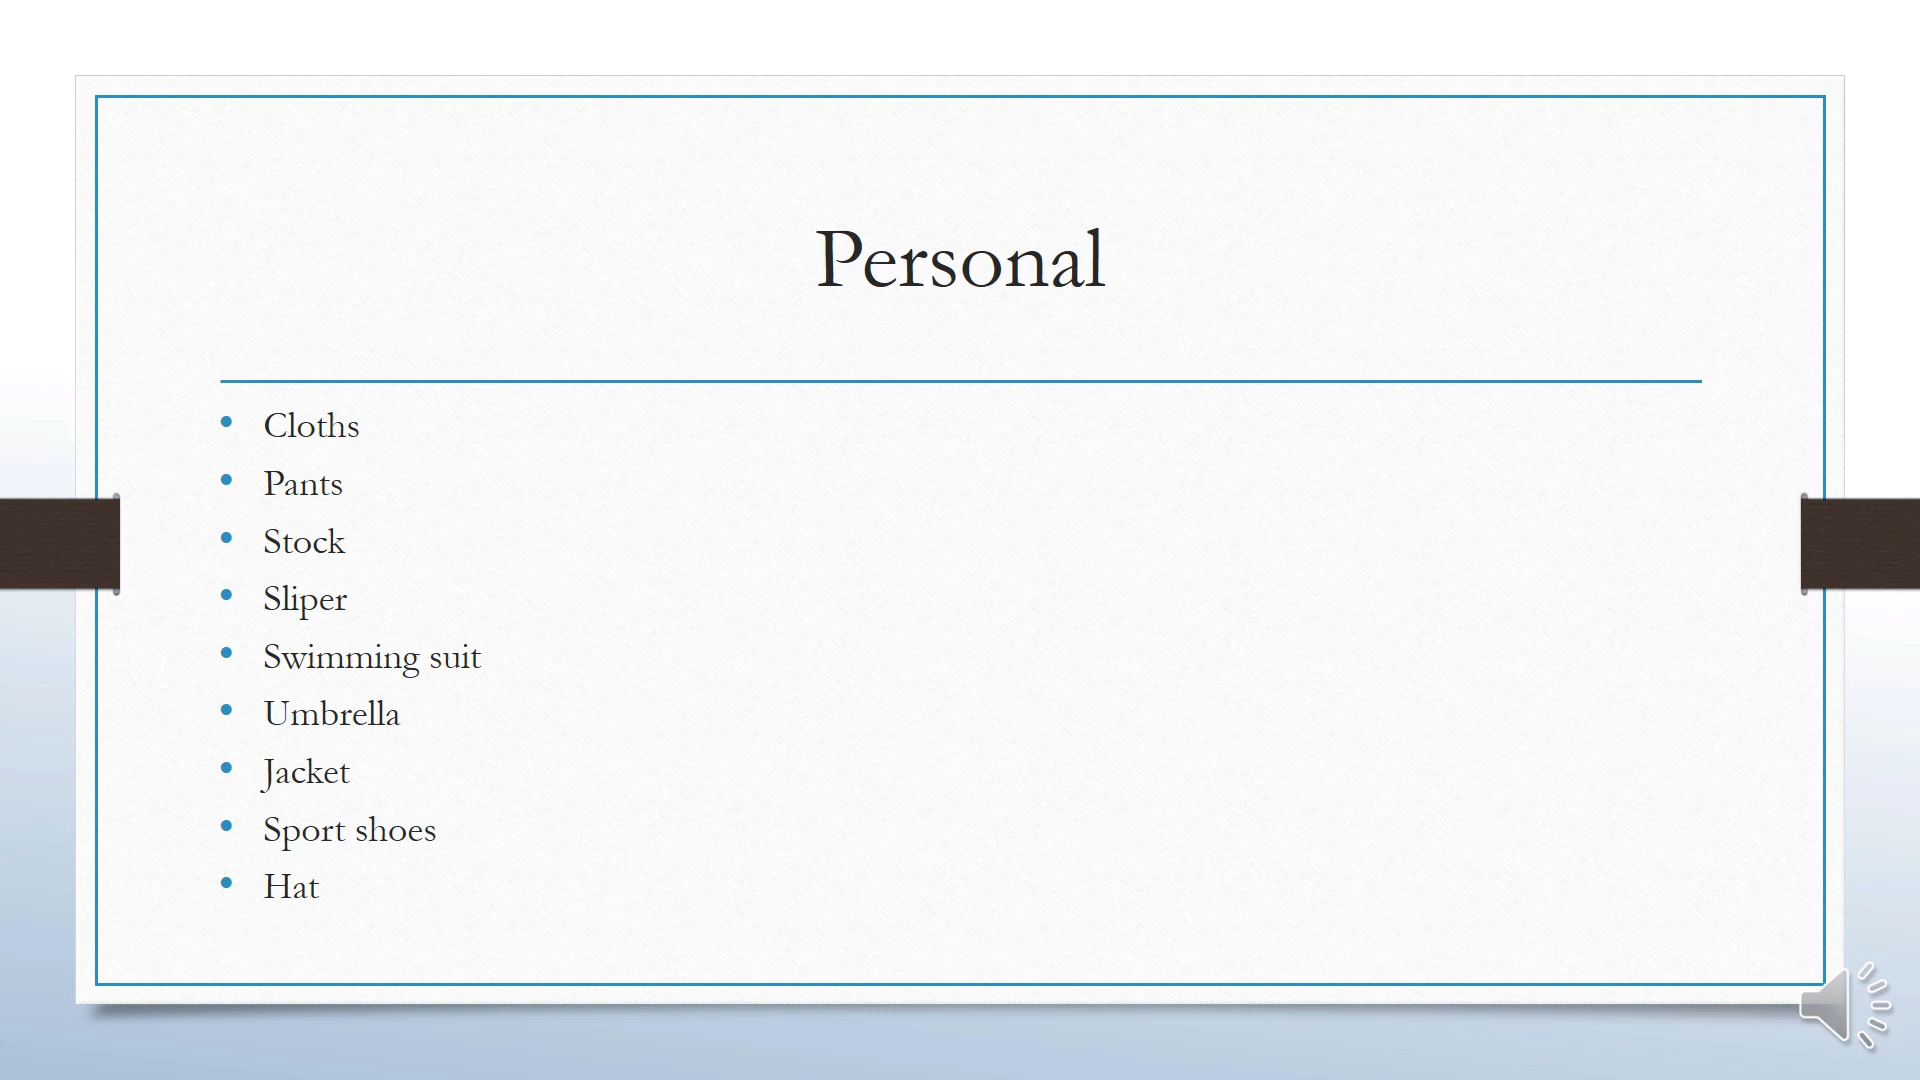 Personal
• Cloths
• Pants
• Stock
• Sliper
• Swimming suit
• Umbrella
• Jacket
• Sport shoes
• Hat